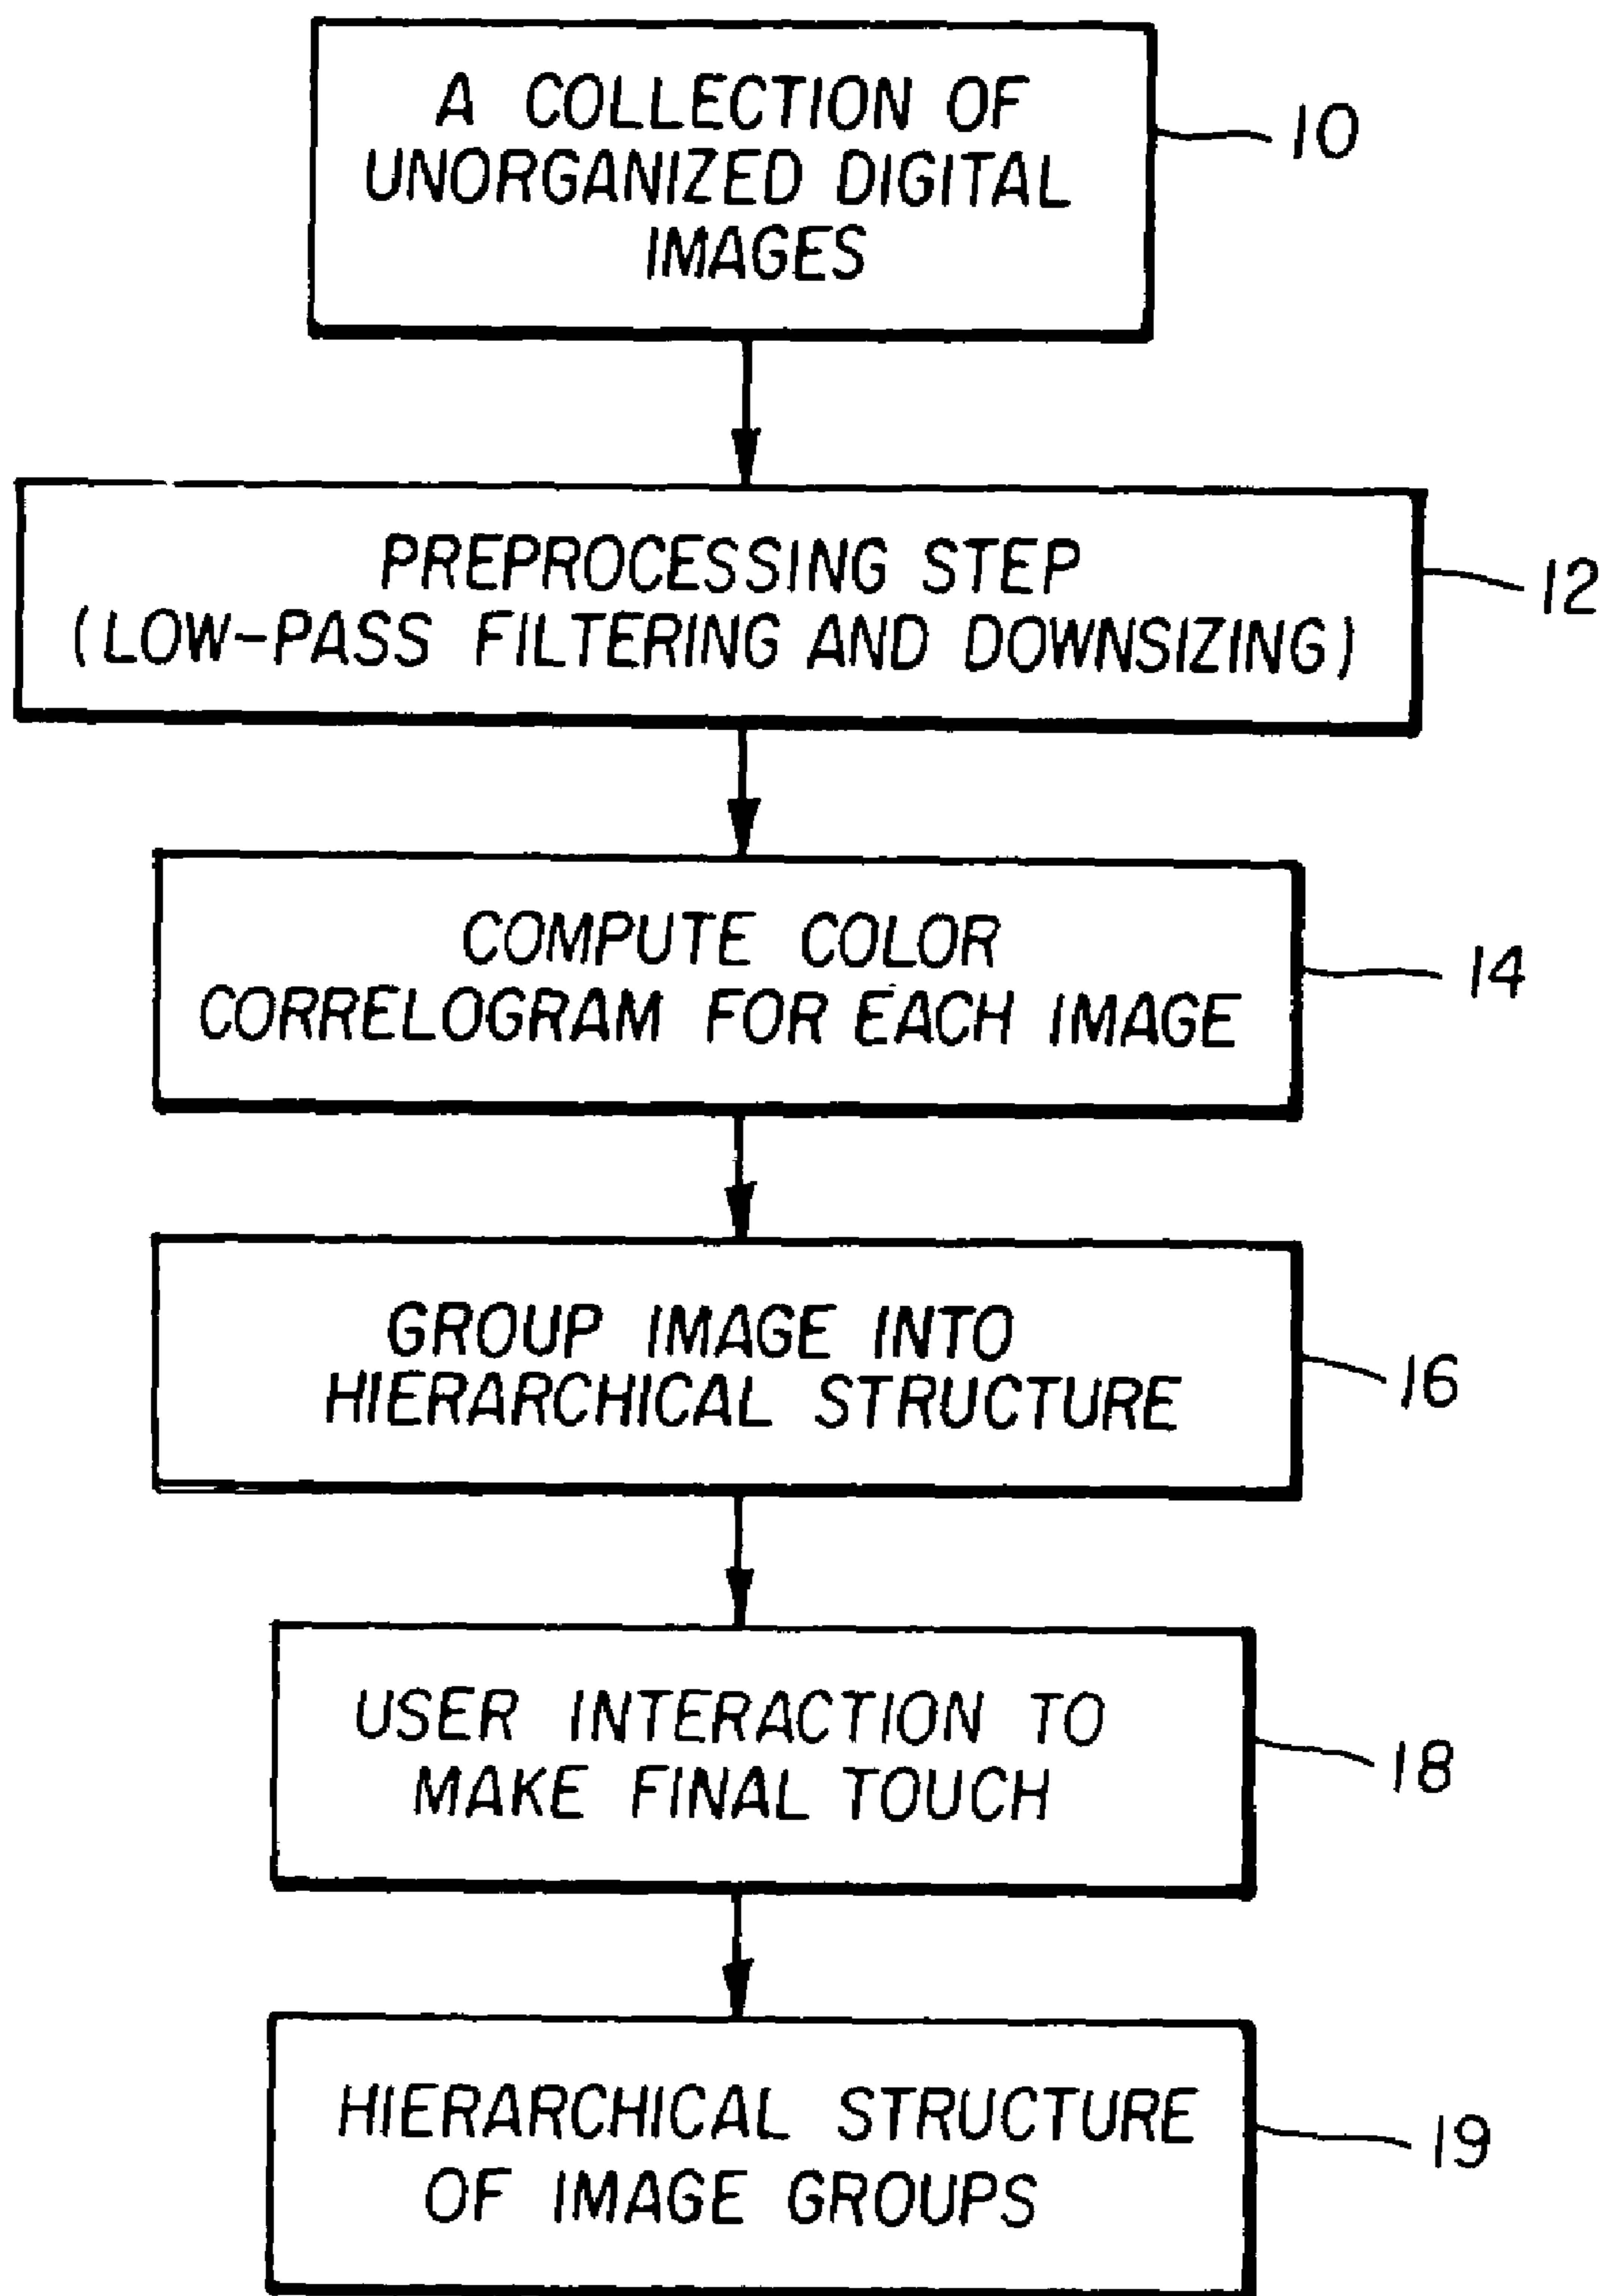 A COLLECTION OF
UNORGANIZED DIGITAL
IMAGES
10
PREPROCESSING STEP
(LOW-PASS FILTERING AND DOWNSIZING)
12
COMPUTE COLOR
CORRELOGRAM FOR EACH IMAGE
14
GROUP IMAGE INTO
HIERARCHICAL STRUCTURE
16
USER INTERACTION TO
MAKE FINAL TOUCH
18
HIERARCHICAL STRUCTURE
OF IMAGE GROUPS
19